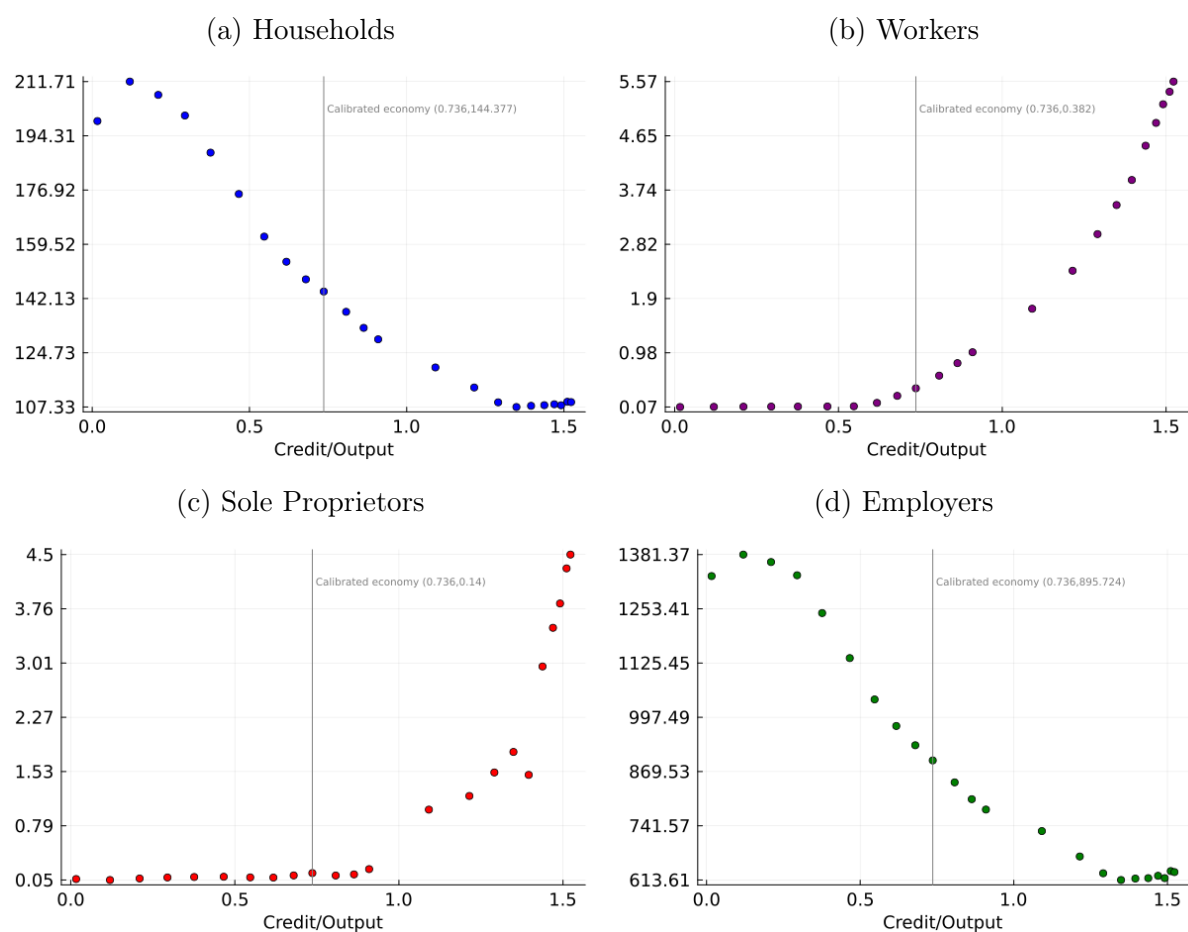 (a) Households
211.71
194.31
176.92
159.52
142.13
124.73
107.33
Calibrated economy (0.736,144.377)
0.0 0.5 1.0 1.5
Credit/Output
(b) Workers
5.57
4.65
3.74
2.82
1.9
0.98
0.07
Calibrated economy (0.736,0.382)
0.0 0.5 1.0 1.5
Credit/Output
(c) Sole Proprietors
4.5
3.76
3.01
2.27
1.53
0.79
0.05
Calibrated economy (0.736,0.14)
0.0 0.5 1.0 1.5
Credit/Output
(d) Employers
1381.37
1253.41
1125.45
997.49
869.53
741.57
613.61
Calibrated economy (0.736,895.724)
0.0 0.5 1.0 1.5
Credit/Output